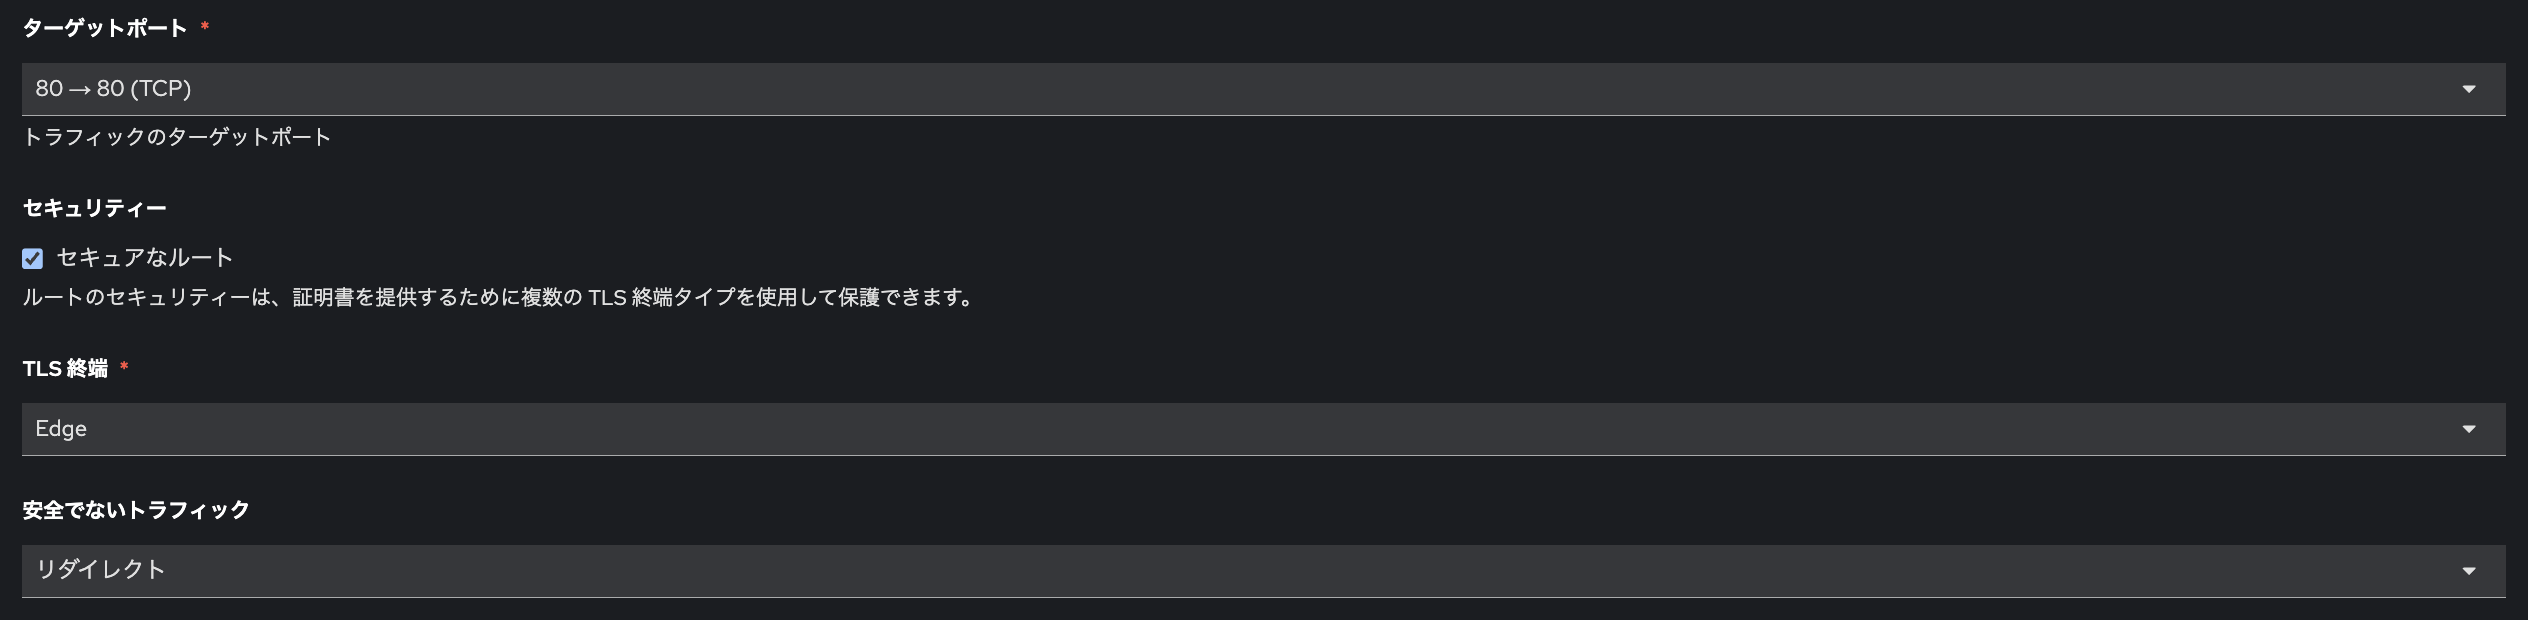 ターゲットポート *
80 → 80 (TCP)
トラフィックのターゲットポート
セキュリティー
セキュアなルート
ルートのセキュリティーは、証明書を提供するために複数の TLS 終端タイプを使用して保護できます。
TLS 終端 *
Edge
安全でないトラフィック
リダイレクト